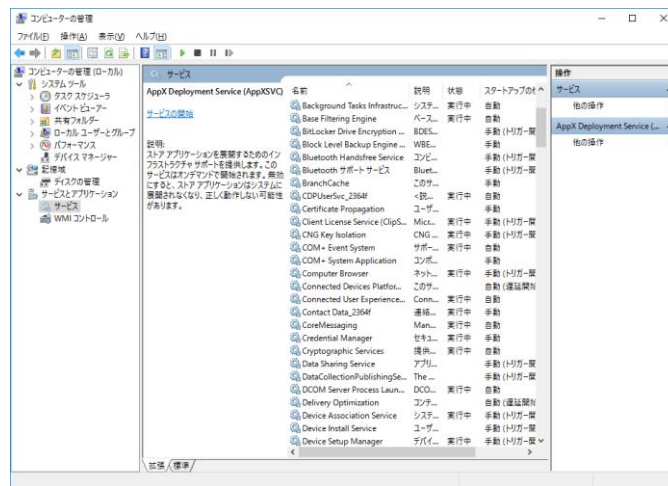 コンピューターの管理
ファイル(F) 操作(A) 表示(V) ヘルプ(H)
コンピューターの管理 (ローカル)
システム ツール
タスク スケジューラ
イベント ビューアー
共有フォルダー
ローカル ユーザーとグループ
パフォーマンス
デバイス マネージャー
記憶域
ディスクの管理
サービスとアプリケーション
サービス
WMI コントロール
サービス
AppX Deployment Service (AppXSVC)
サービスの開始
説明:
ストア アプリケーションを展開するためのイン
フラストラクチャ サポートを提供します。この
サービスはオンデマンドで開始されます。無効
にすると、ストア アプリケーションはシステムに
展開されなくなり、正しく動作しない可能性
があります。
名前 説明 状態 スタートアップの
Background Tasks Infrastruc... システ... 実行中 自動
Base Filtering Engine ベース... 実行中 自動
BitLocker Drive Encryption ... BDES... 手動 (トリガー開
Block Level Backup Engine ... WBE... 手動
Bluetooth Handsfree Service コンピ... 手動 (トリガー開
Bluetooth サポート サービス Bluet... 手動 (トリガー開
BranchCache このサ... 手動
CDPUserSvc_2364f <説... 実行中 自動
Certificate Propagation ユーザ... 手動
Client License Service (ClipS... Micr... 実行中 手動 (トリガー開
CNG Key Isolation CNG ... 実行中 手動 (トリガー開
COM+ Event System サポー... 実行中 自動
COM+ System Application コンポ... 手動
Computer Browser ネット... 実行中 手動 (トリガー開
Connected Devices Platfor... このサ... 自動 (遅延開始
Connected User Experience... Conn... 実行中 自動
Contact Data_2364f 連絡... 実行中 手動
CoreMessaging Man... 実行中 自動
Credential Manager セキュ... 実行中 手動
Cryptographic Services 提供... 実行中 自動
Data Sharing Service アプリ... 手動 (トリガー開
DataCollectionPublishingSe... The ... 手動 (トリガー開
DCOM Server Process Laun... DCO... 実行中 自動
Delivery Optimization コンテ... 自動 (遅延開始
Device Association Service システ... 実行中 手動 (トリガー開
Device Install Service ユーザ... 手動 (トリガー開
Device Setup Manager デバイ... 実行中 手動 (トリガー開
拡張 標準
操作
サービス
他の操作
AppX Deployment Service (...
他の操作